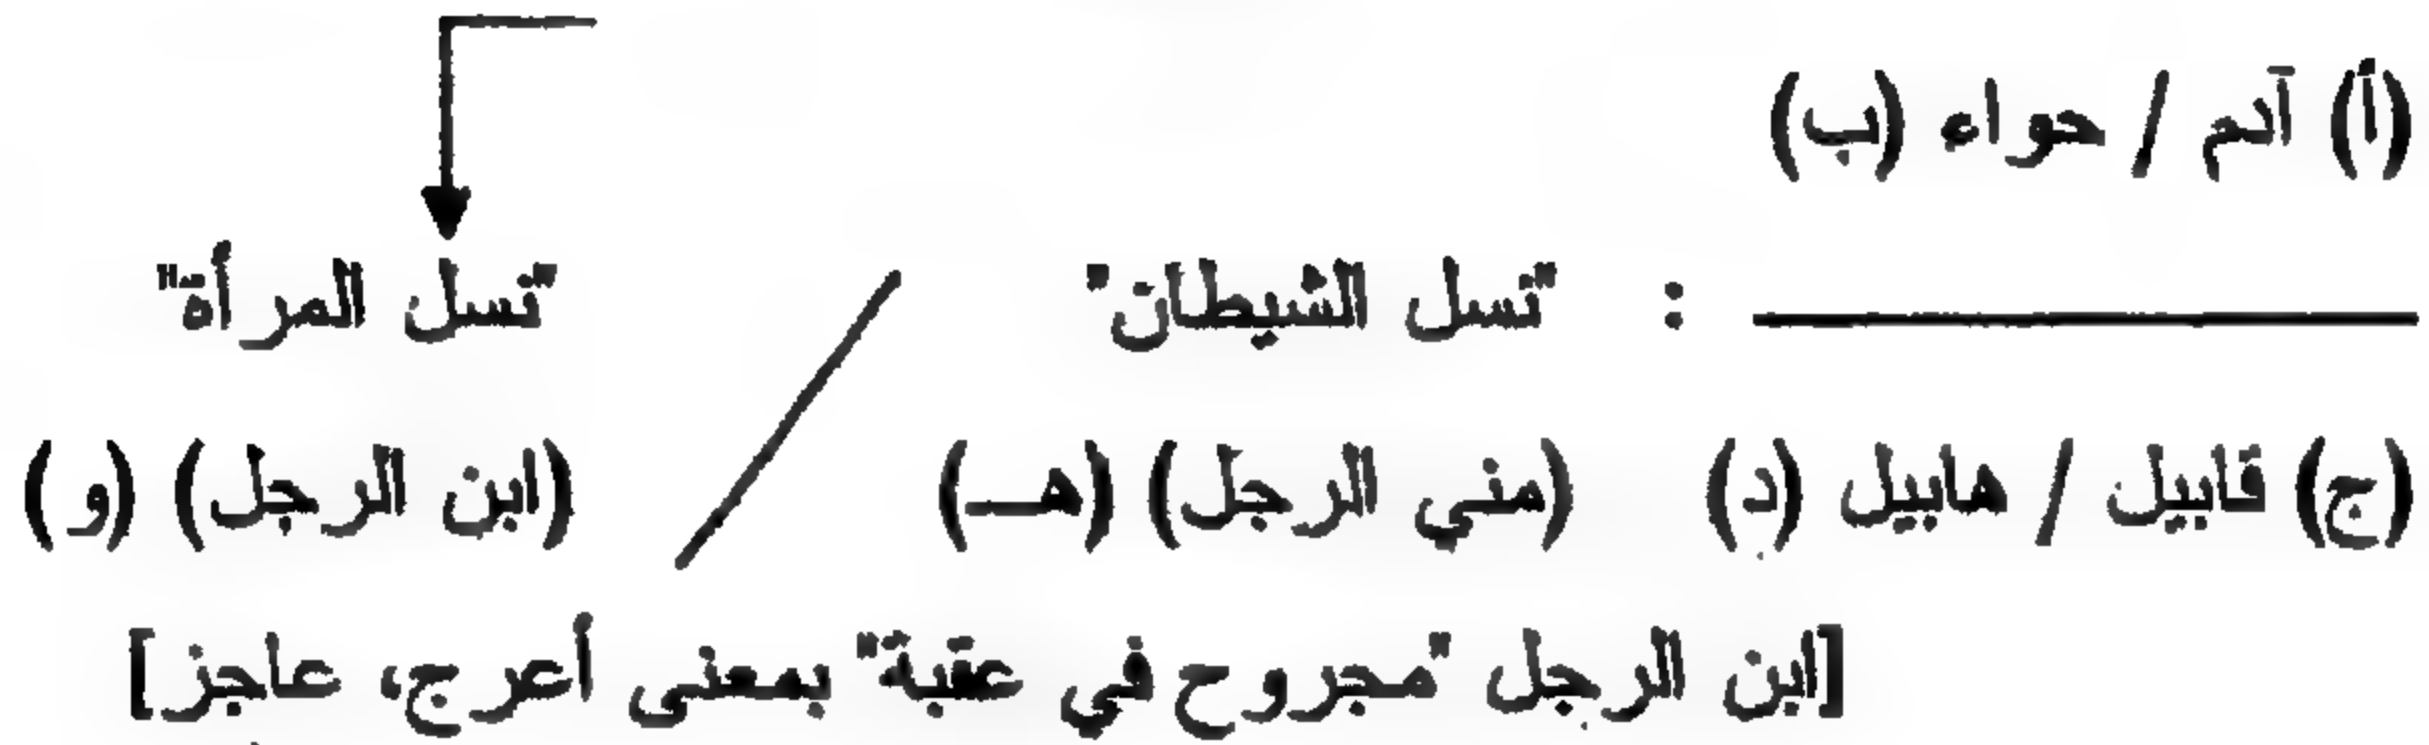 (أ) آدم / حواء (ب)
: "نسل الشيطان" / "نسل المرأة"
(ج) قابيل / هابيل (د) (مني الرجل) (هـ) (ابن الرجل) (و)
[ابن الرجل "مجروح في عقبة" بمعنى أعرج، عاجز]